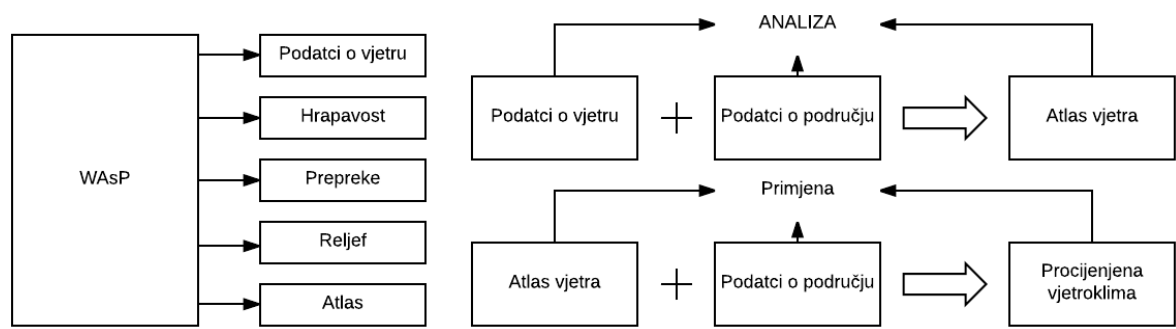 WAsP
Podatci o vjetru
Hrapavost
Prepreke
Reljef
Atlas
ANALIZA
Podatci o vjetru
Podatci o području
Atlas vjetra
Primjena
Atlas vjetra
Podatci o području
Procijenjena
vjetroklima